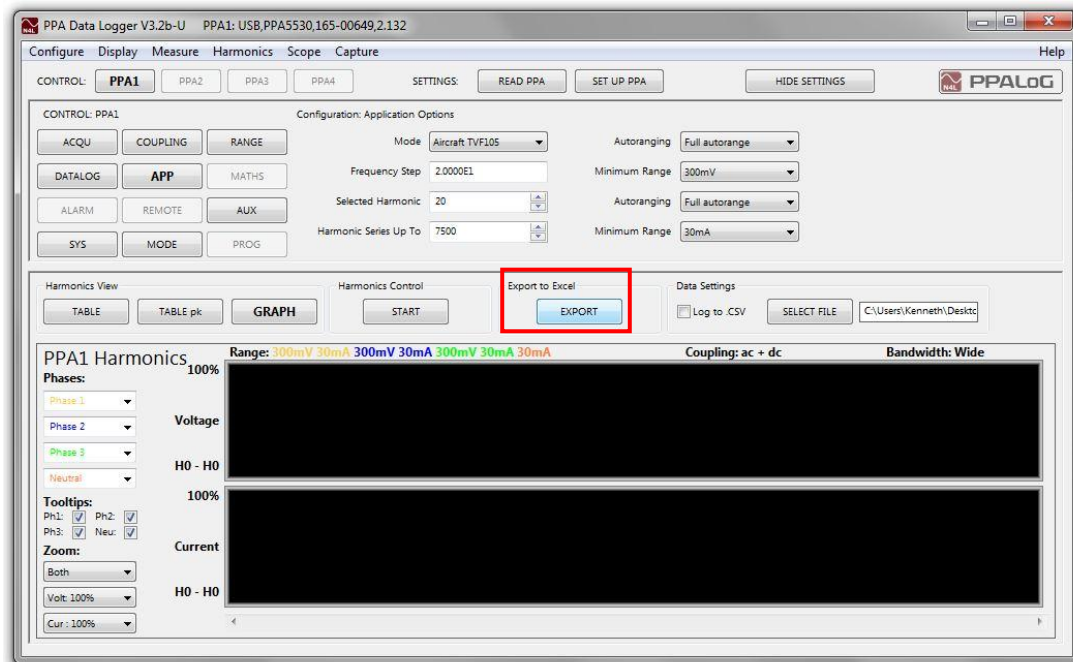 PPA Data Logger V3.2b-U PPA1: USB,PPA5530,165-00649,2.132
Configure Display Measure Harmonics Scope Capture Help
CONTROL: PPA1 PPA2 PPA3 PPA4 SETTINGS: READ PPA SET UP PPA HIDE SETTINGS N4L PPALoG
CONTROL: PPA1 Configuration: Application Options
ACQU COUPLING RANGE Mode Aircraft TVF105 Autoranging Full autorange
DATALOG APP MATHS Frequency Step 2.0000E1 Minimum Range 300mV
ALARM REMOTE AUX Selected Harmonic 20 Autoranging Full autorange
SYS MODE PROG Harmonic Series Up To 7500 Minimum Range 30mA
Harmonics View Harmonics Control Export to Excel Data Settings
TABLE TABLE pk GRAPH START EXPORT Log to .CSV SELECT FILE C:\Users\Kenneth\Desktc
PPA1 Harmonics Range: 300mV 30mA 300mV 30mA 300mV 30mA 30mA Coupling: ac + dc Bandwidth: Wide
100%
Phases:
Phase 1
Phase 2 Voltage
Phase 3
H0 - H0
Neutral
Tooltips: 100%
Ph1: Ph2:
Ph3: Neu:
Zoom: Current
Both
Volt: 100% H0 - H0
Cur : 100%